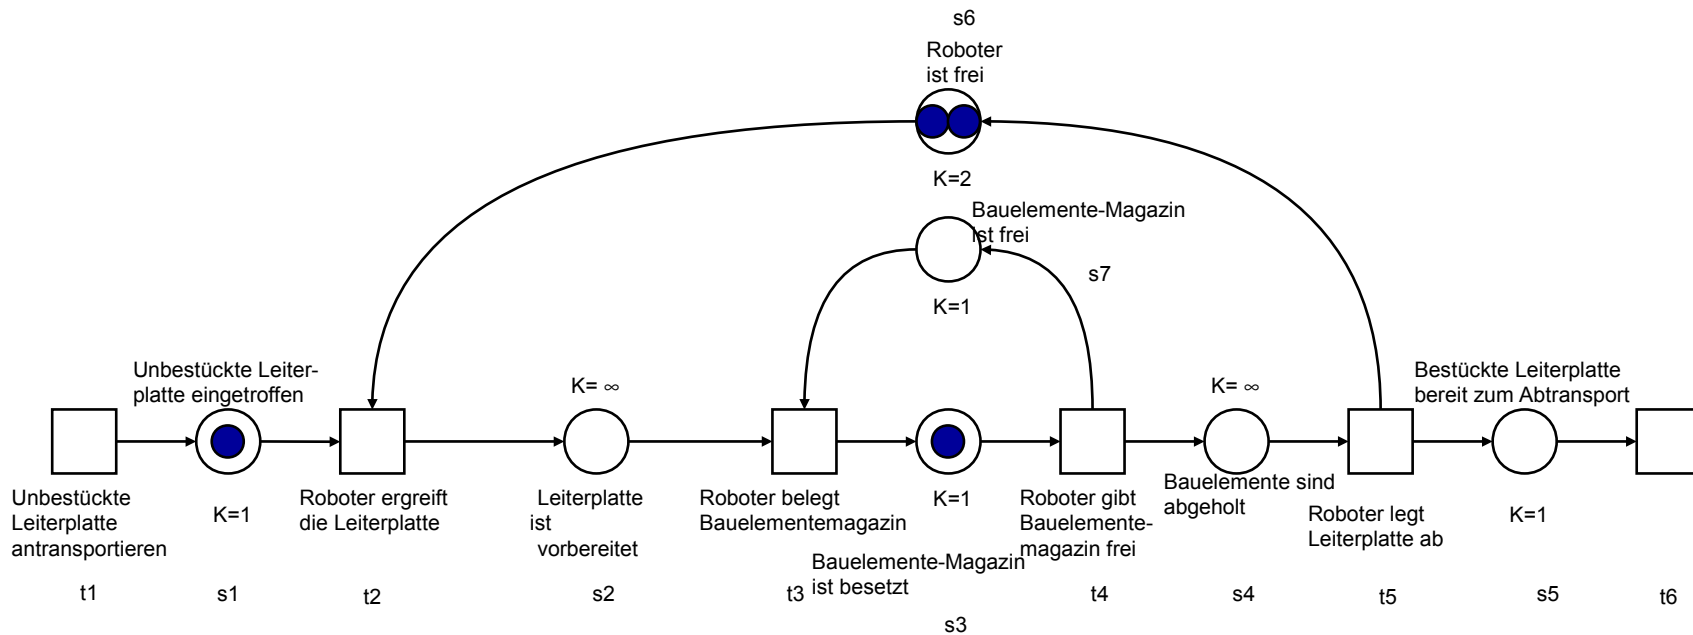 s6
Roboter
ist frei
K=2
Bauelemente-Magazin
ist frei
s7
K=1
Unbestückte Leiter-
platte eingetroffen
K= ∞
K= ∞
Bestückte Leiterplatte
bereit zum Abtransport
Unbestückte
Leiterplatte
antransportieren
K=1
Roboter ergreift
die Leiterplatte
Leiterplatte
ist
vorbereitet
Roboter belegt
Bauelementemagazin
K=1
Bauelemente-Magazin
ist besetzt
Roboter gibt
Bauelemente-
magazin frei
Bauelemente sind
abgeholt
Roboter legt
Leiterplatte ab
K=1
t1
s1
t2
s2
t3
s3
t4
s4
t5
s5
t6